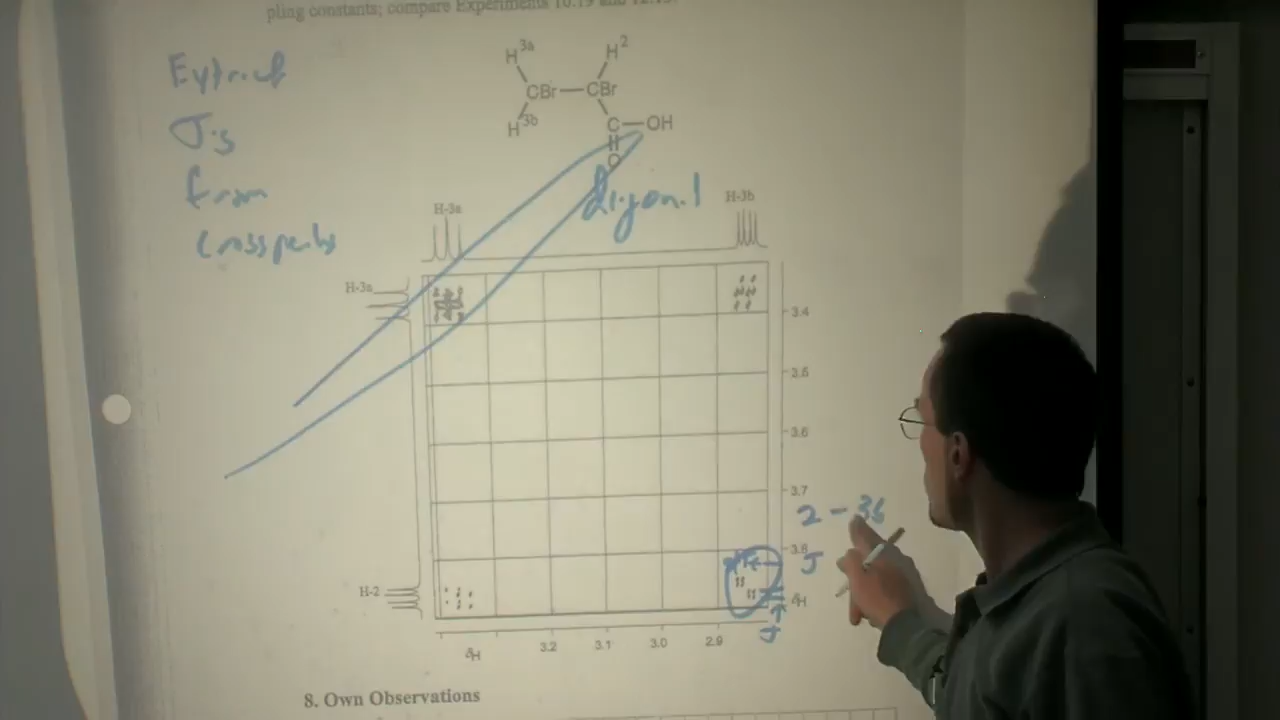 pling constants; compare Experiments 10.19 and 12.13.
Extract
J's
from
crosspeaks
H3a H2
CBr CBr
H3b C OH
O
diagonal
H-3a H-3b
H-3a
3.4
3.5
3.6
3.7
2 - 3b
3.8
J
H-2
δH
J
δH 3.2 3.1 3.0 2.9
8. Own Observations